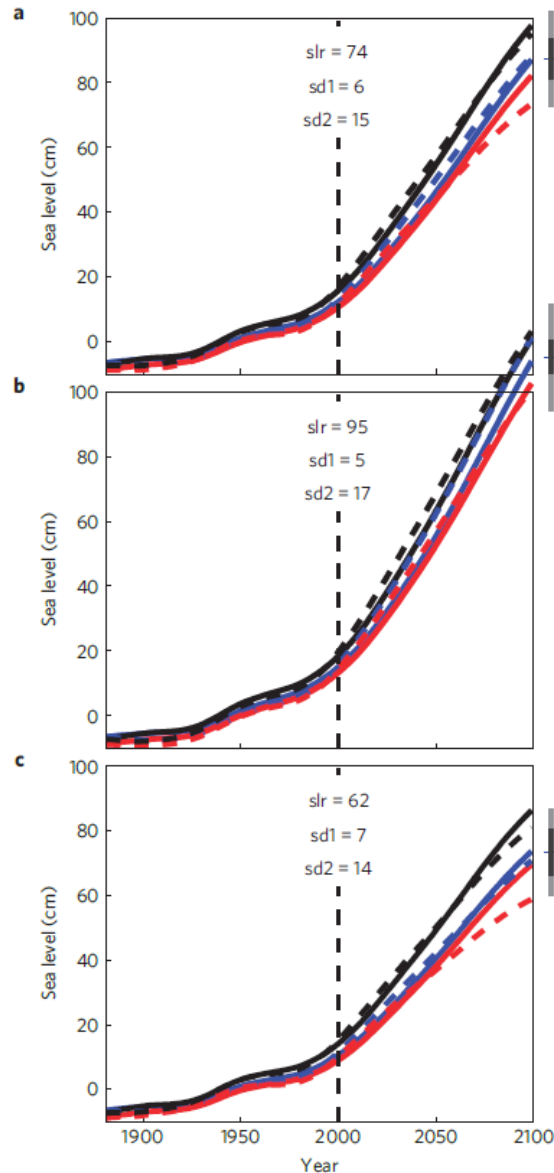 a
100
80
60
40
20
0
Sea level (cm)
slr = 74
sd1 = 6
sd2 = 15
b
100
80
60
40
20
0
Sea level (cm)
slr = 95
sd1 = 5
sd2 = 17
c
100
80
60
40
20
0
Sea level (cm)
slr = 62
sd1 = 7
sd2 = 14
1900 1950 2000 2050 2100
Year